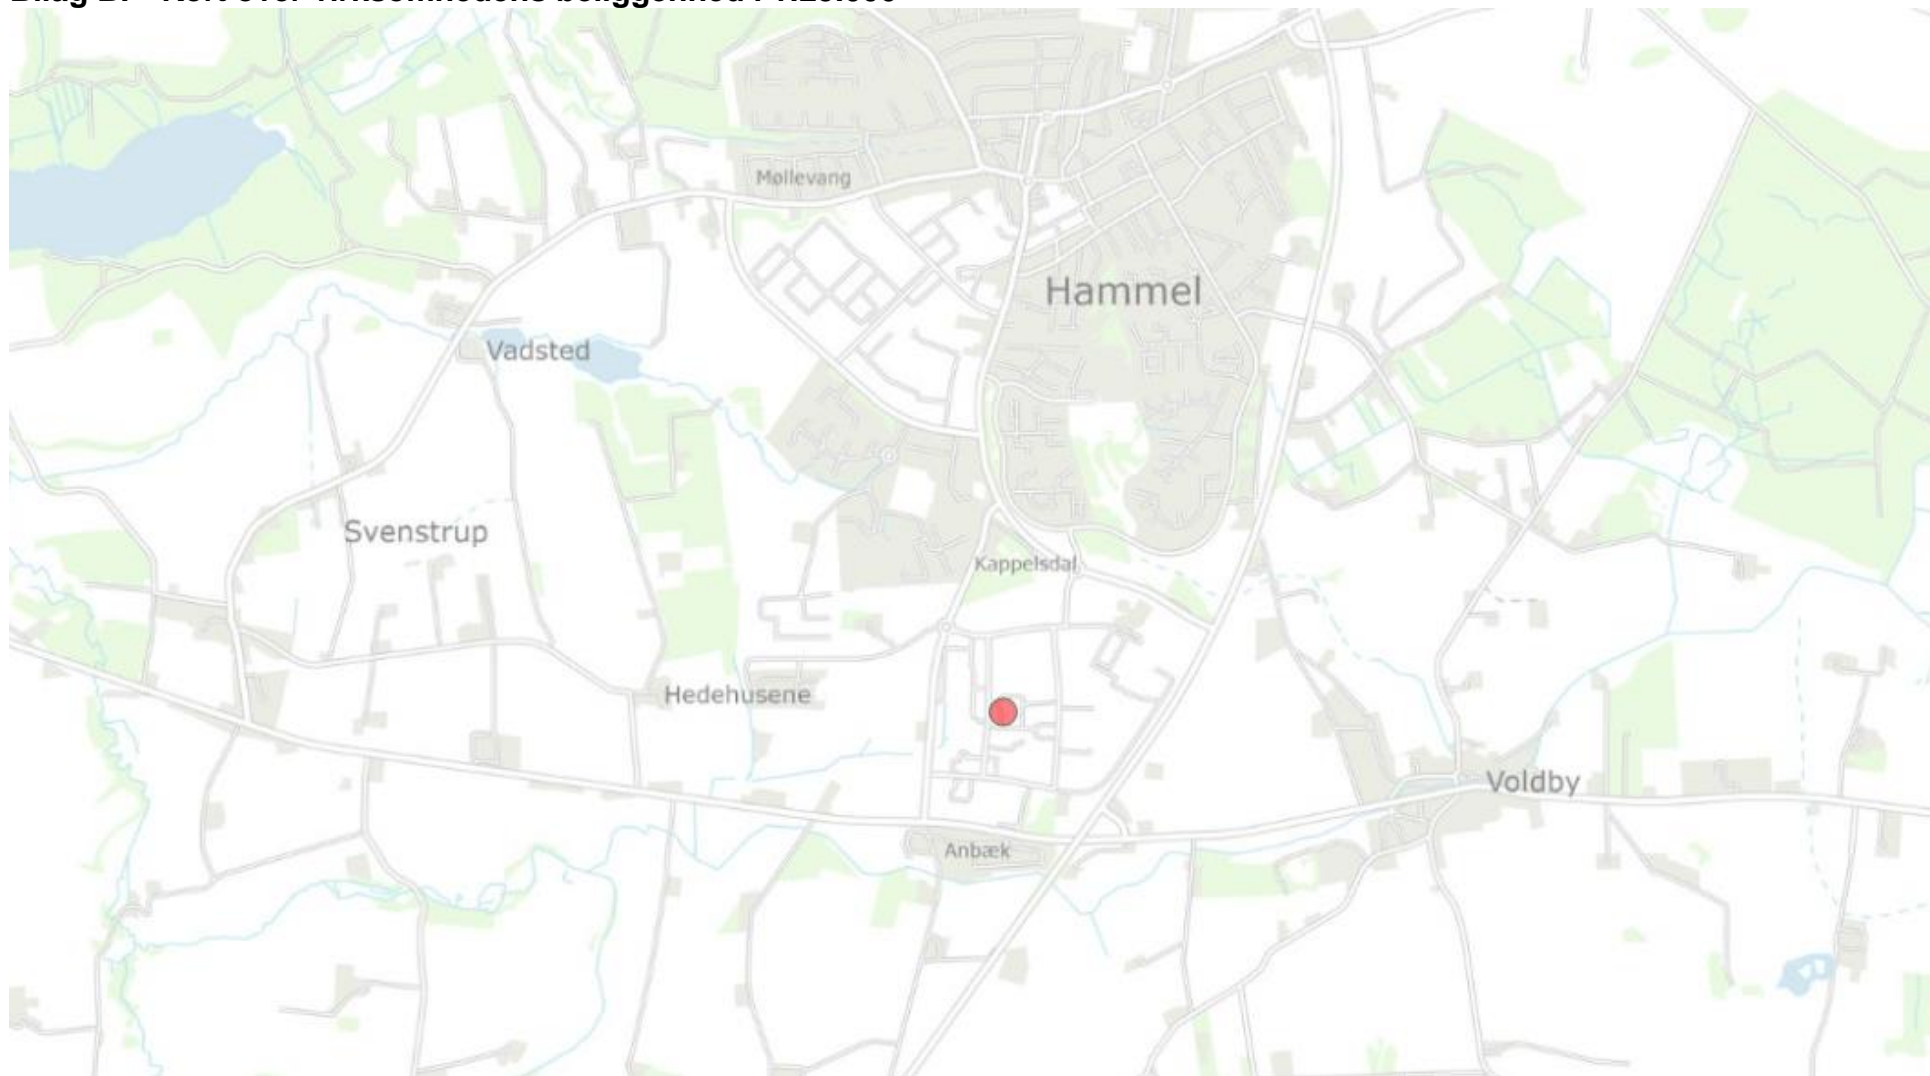 Møllevang
Hammel
Vadsted
Svenstrup
Kappelsdal
Hedehusene
Voldby
Anbæk